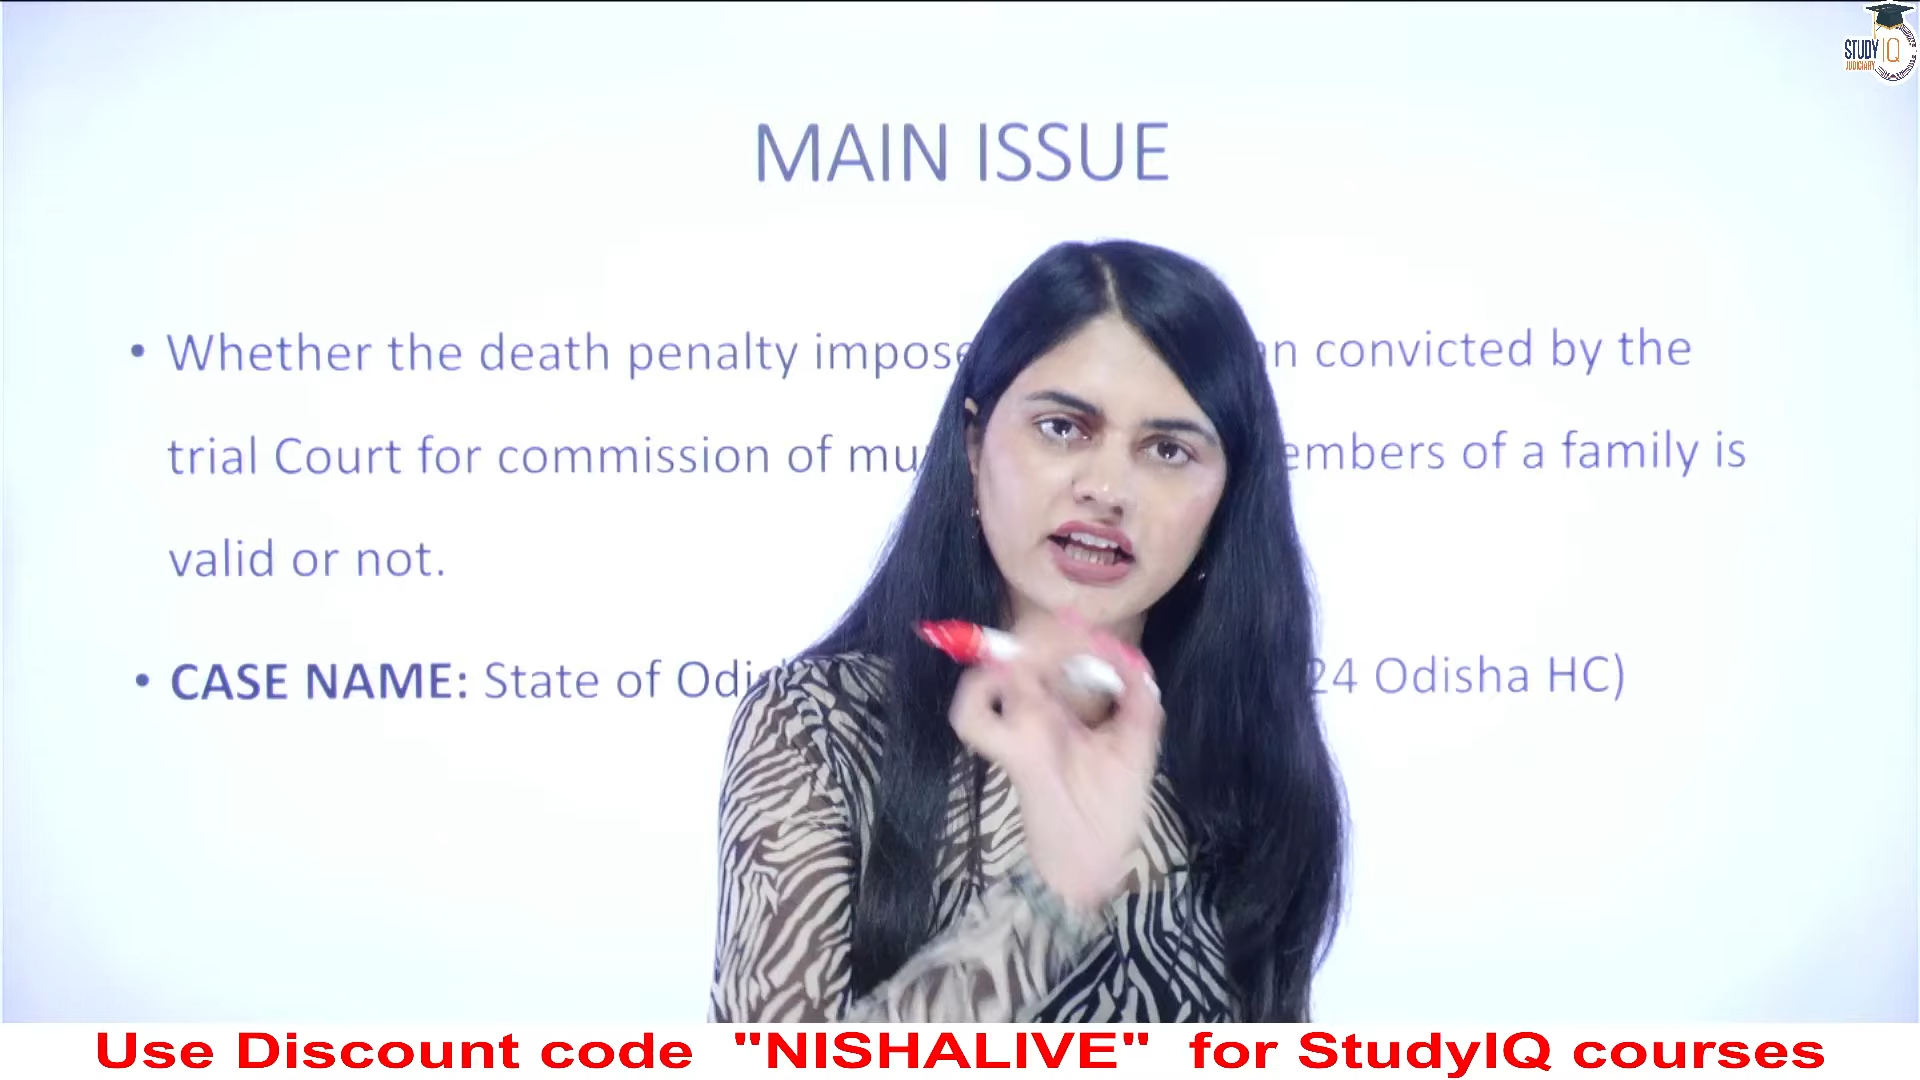 STUDY IQ
JUDICIARY
MAIN ISSUE
• Whether the death penalty impose n convicted by the
trial Court for commission of mu embers of a family is
valid or not.
• CASE NAME: State of Odi 24 Odisha HC)
Use Discount code "NISHALIVE" for StudyIQ courses